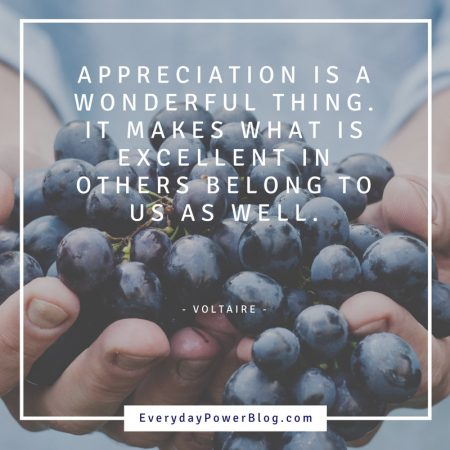 APPRECIATION IS A
WONDERFUL THING.
IT MAKES WHAT IS
EXCELLENT IN
OTHERS BELONG TO
US AS WELL.
- VOLTAIRE -
EverydayPowerBlog.com